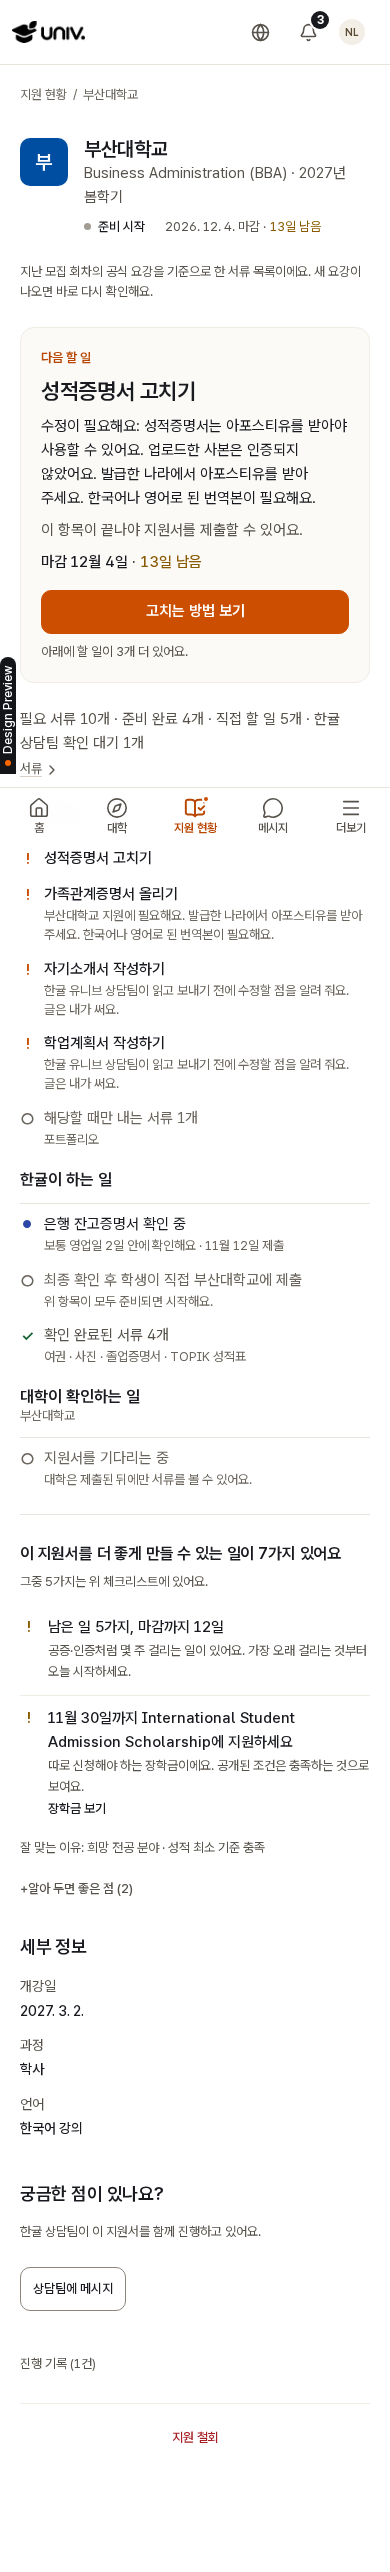 UNIV.
3
NL
지원 현황 / 부산대학교
부
부산대학교
Business Administration (BBA) · 2027년
봄학기
준비 시작 2026. 12. 4. 마감 · 13일 남음
지난 모집 회차의 공식 요강을 기준으로 한 서류 목록이에요. 새 요강이
나오면 바로 다시 확인해요.
다음 할 일
성적증명서 고치기
수정이 필요해요: 성적증명서는 아포스티유를 받아야
사용할 수 있어요. 업로드한 사본은 인증되지
않았어요. 발급한 나라에서 아포스티유를 받아
주세요. 한국어나 영어로 된 번역본이 필요해요.
이 항목이 끝나야 지원서를 제출할 수 있어요.
마감 12월 4일 · 13일 남음
고치는 방법 보기
아래에 할 일이 3개 더 있어요.
Design Preview
필요 서류 10개 · 준비 완료 4개 · 직접 할 일 5개 · 한귤
상담팀 확인 대기 1개
서류
홈
대학
지원 현황
메시지
더보기
! 성적증명서 고치기
! 가족관계증명서 올리기
부산대학교 지원에 필요해요. 발급한 나라에서 아포스티유를 받아
주세요. 한국어나 영어로 된 번역본이 필요해요.
! 자기소개서 작성하기
한귤 유니브 상담팀이 읽고 보내기 전에 수정할 점을 알려 줘요.
글은 내가 써요.
! 학업계획서 작성하기
한귤 유니브 상담팀이 읽고 보내기 전에 수정할 점을 알려 줘요.
글은 내가 써요.
해당할 때만 내는 서류 1개
포트폴리오
한귤이 하는 일
은행 잔고증명서 확인 중
보통 영업일 2일 안에 확인해요 · 11월 12일 제출
최종 확인 후 학생이 직접 부산대학교에 제출
위 항목이 모두 준비되면 시작해요.
확인 완료된 서류 4개
여권 · 사진 · 졸업증명서 · TOPIK 성적표
대학이 확인하는 일
부산대학교
지원서를 기다리는 중
대학은 제출된 뒤에만 서류를 볼 수 있어요.
이 지원서를 더 좋게 만들 수 있는 일이 7가지 있어요
그중 5가지는 위 체크리스트에 있어요.
! 남은 일 5가지, 마감까지 12일
공증·인증처럼 몇 주 걸리는 일이 있어요. 가장 오래 걸리는 것부터
오늘 시작하세요.
! 11월 30일까지 International Student
Admission Scholarship에 지원하세요
따로 신청해야 하는 장학금이에요. 공개된 조건은 충족하는 것으로
보여요.
장학금 보기
잘 맞는 이유: 희망 전공 분야 · 성적 최소 기준 충족
+알아 두면 좋은 점 (2)
세부 정보
개강일
2027. 3. 2.
과정
학사
언어
한국어 강의
궁금한 점이 있나요?
한귤 상담팀이 이 지원서를 함께 진행하고 있어요.
상담팀에 메시지
진행 기록 (1건)
지원 철회